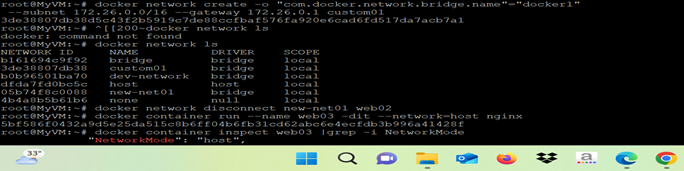 root@MyVM:~# docker network create -o "com.docker.network.bridge.name"="docker1"
--subnet 172.26.0.0/16 --gateway 172.26.0.1 custom01
3de38807db38d5c43f2b5919c7de88ccfbaf576fa920e6cad6fd517da7acb7a1
root@MyVM:~# ^[[200~docker network ls
docker: command not found
root@MyVM:~# docker network ls
NETWORK ID NAME DRIVER SCOPE
b161694c9f92 bridge bridge local
3de38807db38 custom01 bridge local
b0b96501ba70 dev-network bridge local
dfda7fd0bc5c host host local
05b74f8c0088 new-net01 bridge local
4b4a8b5b61b6 none null local
root@MyVM:~# docker network disconnect new-net01 web02
root@MyVM:~# docker container run --name web03 -dit --network=host nginx
5bf586f0432a9d5e25da515c8b6ff04b6fb31cd62abc6e4ecfdb3b996a41428f
root@MyVM:~# docker container inspect web03 |grep -i NetworkMode
"NetworkMode": "host",
33°
a